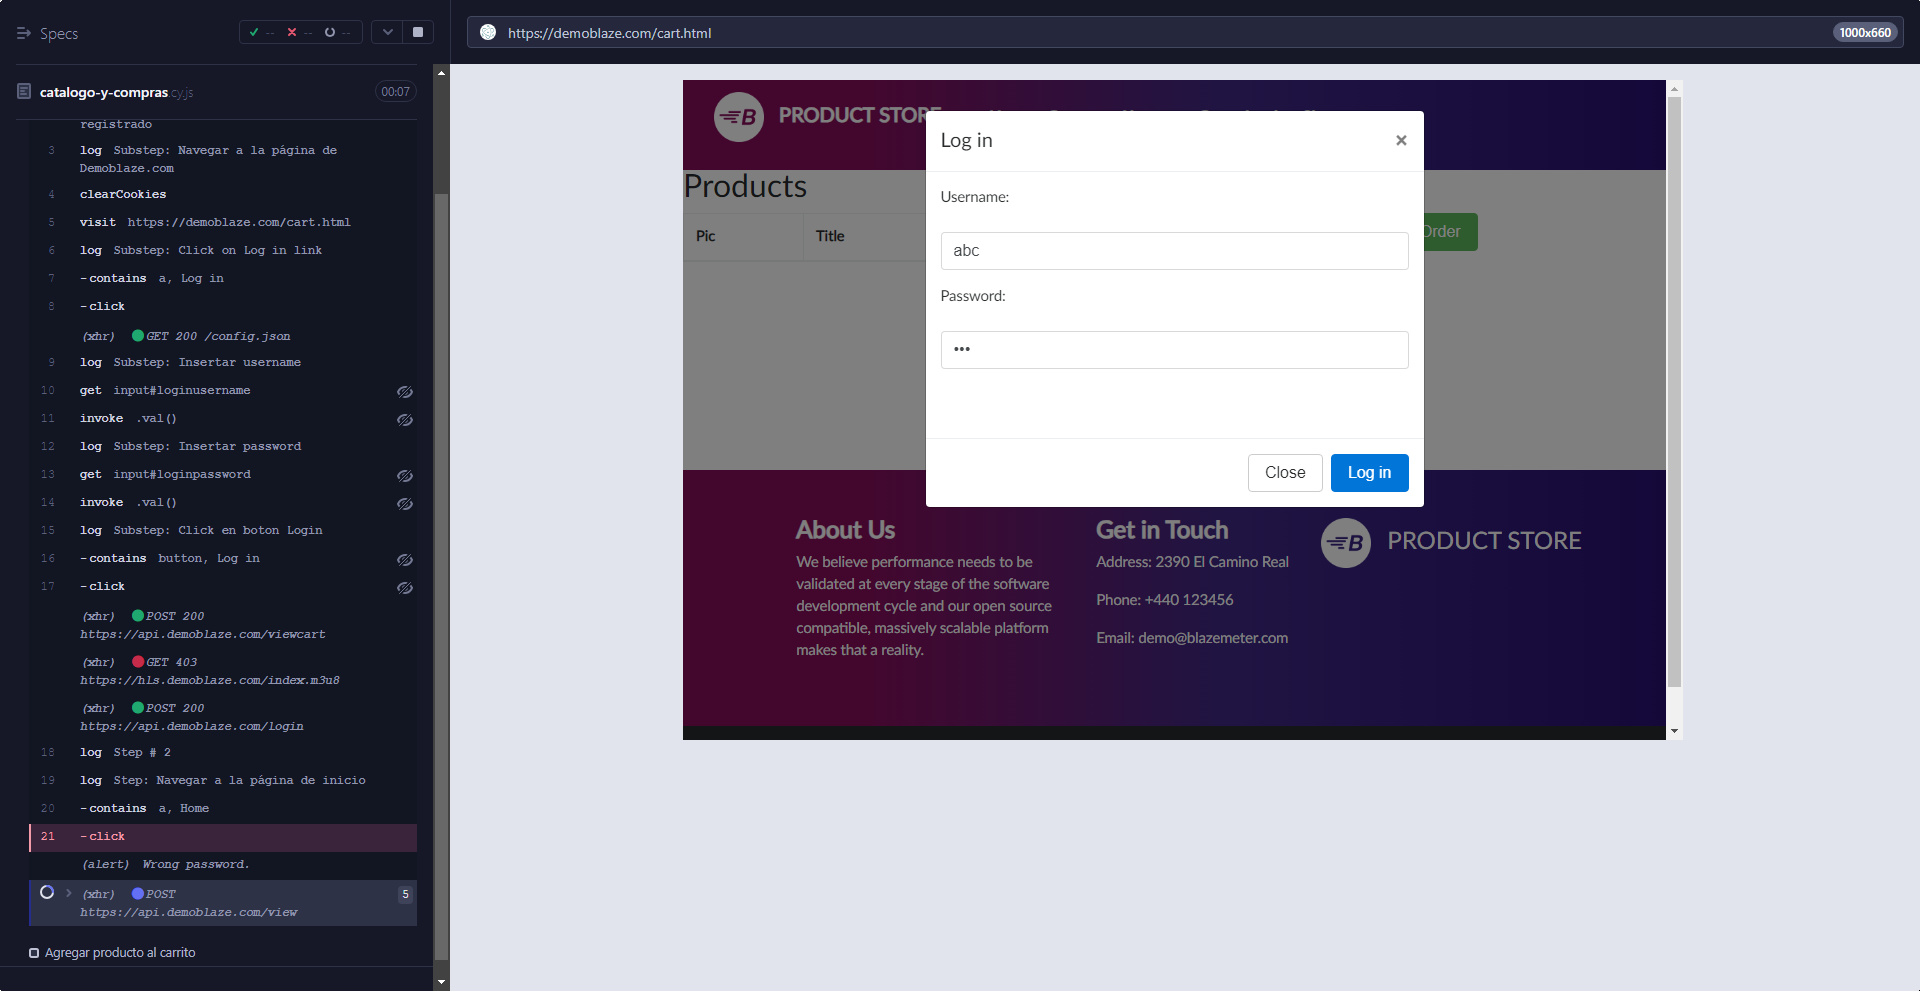 Specs
-- -- --
catalogo-y-compras.cy.js
00:07
registrado
3 log Substep: Navegar a la página de
Demoblaze.com
4 clearCookies
5 visit https://demoblaze.com/cart.html
6 log Substep: Click on Log in link
7 -contains a, Log in
8 -click
(xhr) GET 200 /config.json
9 log Substep: Insertar username
10 get input#loginusername
11 invoke .val()
12 log Substep: Insertar password
13 get input#loginpassword
14 invoke .val()
15 log Substep: Click en boton Login
16 -contains button, Log in
17 -click
(xhr) POST 200
https://api.demoblaze.com/viewcart
(xhr) GET 403
https://hls.demoblaze.com/index.m3u8
(xhr) POST 200
https://api.demoblaze.com/login
18 log Step # 2
19 log Step: Navegar a la página de inicio
20 -contains a, Home
21 -click
(alert) Wrong password.
(xhr) POST 5
https://api.demoblaze.com/view
Agregar producto al carrito
https://demoblaze.com/cart.html
1000x660
B PRODUCT STORE
Products
Pic Title
Order
Log in ×
Username:
abc
Password:
•••
Close Log in
About Us
We believe performance needs to be
validated at every stage of the software
development cycle and our open source
compatible, massively scalable platform
makes that a reality.
Get in Touch
Address: 2390 El Camino Real
Phone: +440 123456
Email: demo@blazemeter.com
B PRODUCT STORE